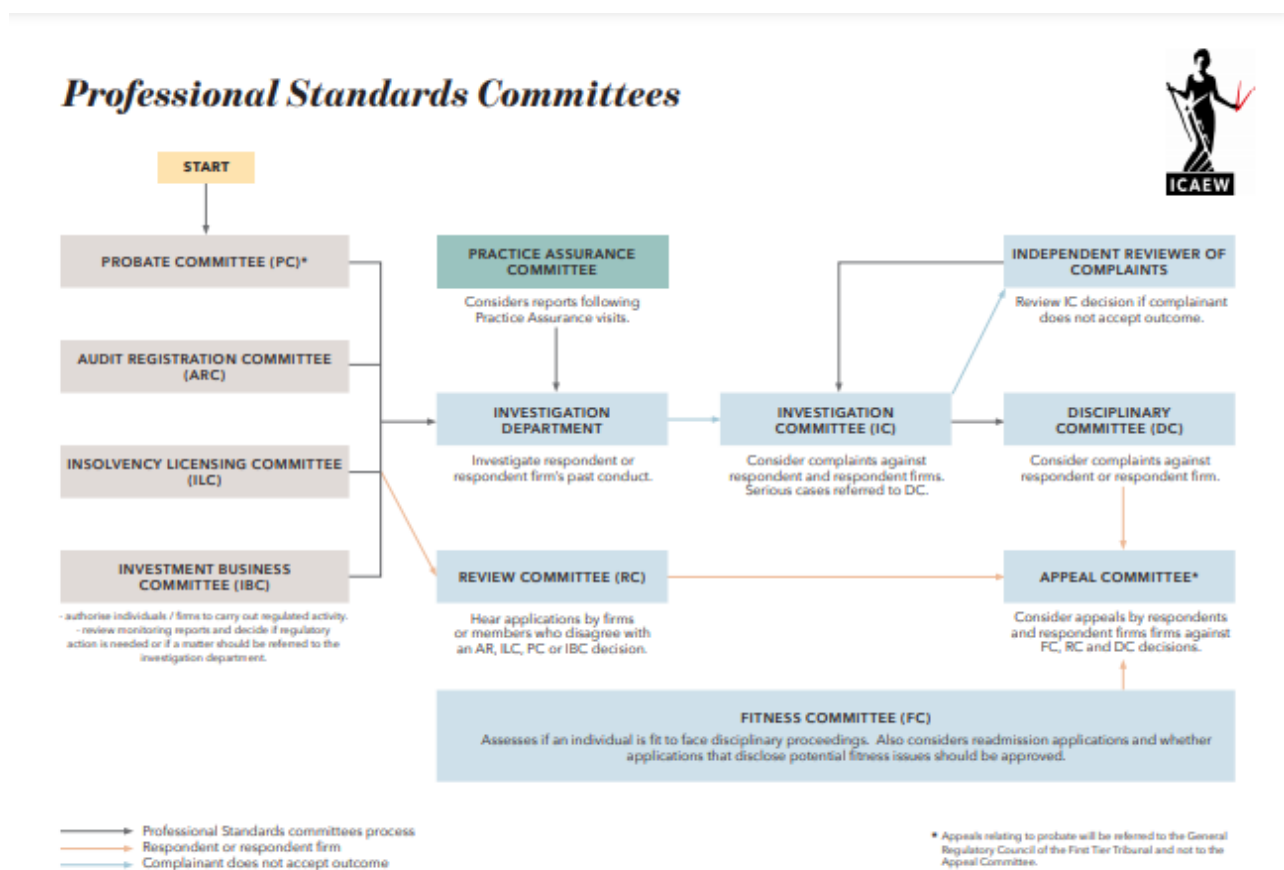 Professional Standards Committees
ICAEW
START
PROBATE COMMITTEE (PC)*
AUDIT REGISTRATION COMMITTEE
(ARC)
INSOLVENCY LICENSING COMMITTEE
(ILC)
INVESTMENT BUSINESS
COMMITTEE (IBC)
- authorise individuals / firms to carry out regulated activity.
- review monitoring reports and decide if regulatory
action is needed or if a matter should be referred to the
investigation department.
PRACTICE ASSURANCE
COMMITTEE
Considers reports following
Practice Assurance visits.
INVESTIGATION
DEPARTMENT
Investigate respondent or
respondent firm's past conduct.
REVIEW COMMITTEE (RC)
Hear applications by firms
or members who disagree with
an AR, ILC, PC or IBC decision.
INVESTIGATION
COMMITTEE (IC)
Consider complaints against
respondent and respondent firms.
Serious cases referred to DC.
INDEPENDENT REVIEWER OF
COMPLAINTS
Review IC decision if complainant
does not accept outcome.
DISCIPLINARY
COMMITTEE (DC)
Consider complaints against
respondent or respondent firm.
APPEAL COMMITTEE*
Consider appeals by respondents
and respondent firms firms against
FC, RC and DC decisions.
FITNESS COMMITTEE (FC)
Assesses if an individual is fit to face disciplinary proceedings. Also considers readmission applications and whether
applications that disclose potential fitness issues should be approved.
Professional Standards committees process
Respondent or respondent firm
Complainant does not accept outcome
* Appeals relating to probate will be referred to the General
Regulatory Council of the First Tier Tribunal and not to the
Appeal Committee.